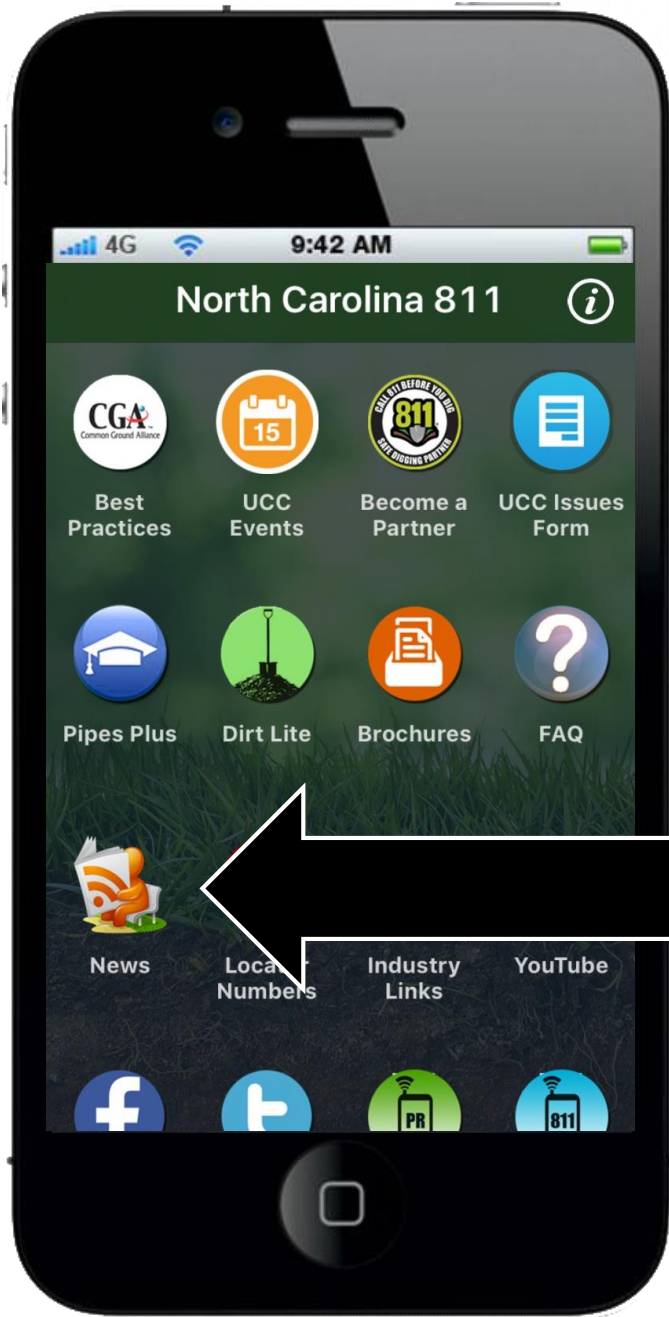 4G 9:42 AM
North Carolina 811
CGA
Common Ground Alliance
15
CALL 811 BEFORE YOU DIG
811
SAFE DIGGING PARTNER
Best
Practices
UCC
Events
Become a
Partner
UCC Issues
Form
Pipes Plus
Dirt Lite
Brochures
FAQ
News
Locator
Numbers
Industry
Links
YouTube
PR
811